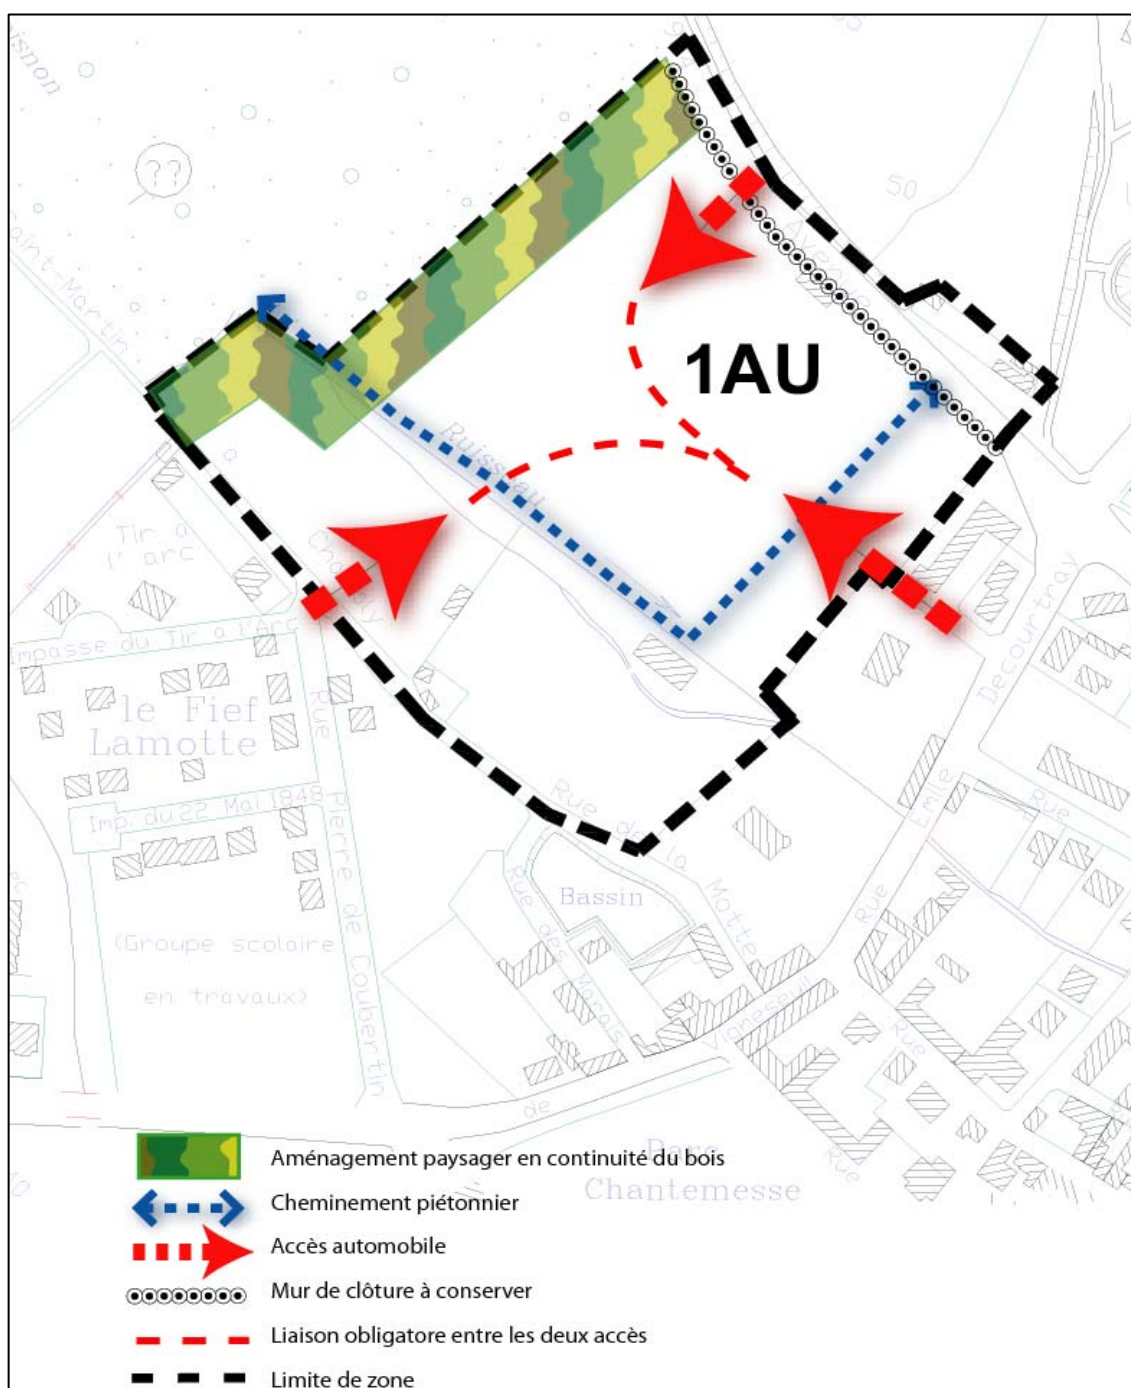 50
??
1AU
Ruisseau
Tir a
l' arc
Impasse du Tir a l'Arc
le Fief
Lamotte
Rue
Pierre de Coubertin
Imp. du 22 Mai 1848
(Groupe scolaire
en travaux)
Rue
de
la
Motte
Bassin
Rue
des
Marais
Rue
Emile
Decourtray
Rue
Rue
Rue
de
Vigneseuil
Parc
Chantemesse
Aménagement paysager en continuité du bois
Cheminement piétonnier
Accès automobile
Mur de clôture à conserver
Liaison obligatore entre les deux accès
Limite de zone